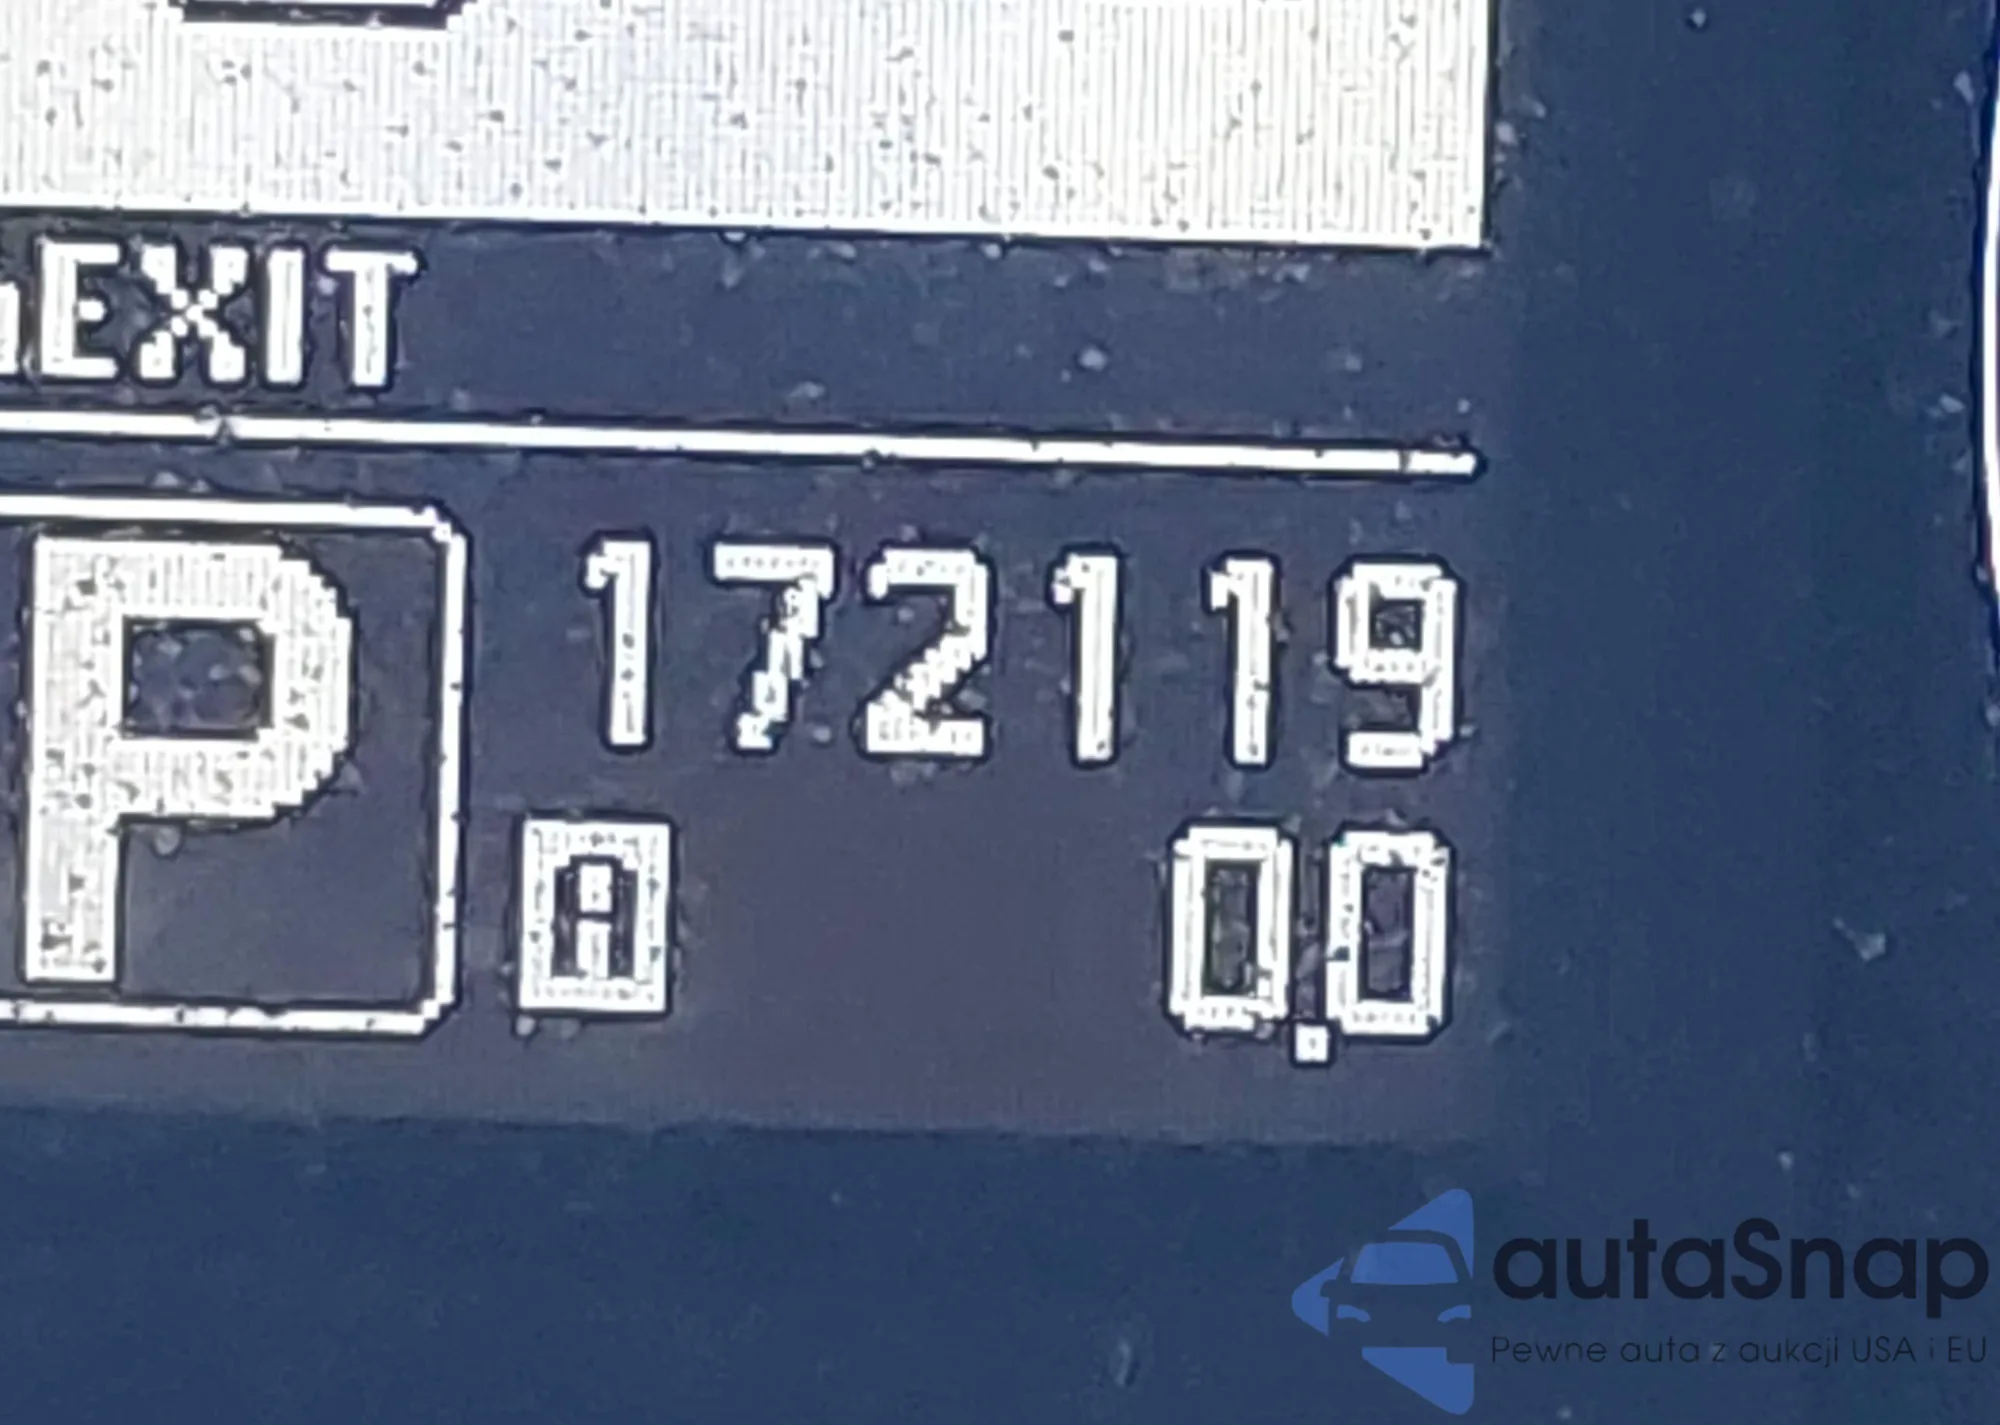 EXIT
P 172119
A 0.0
autaSnap
Pewne auta z aukcji USA i EU